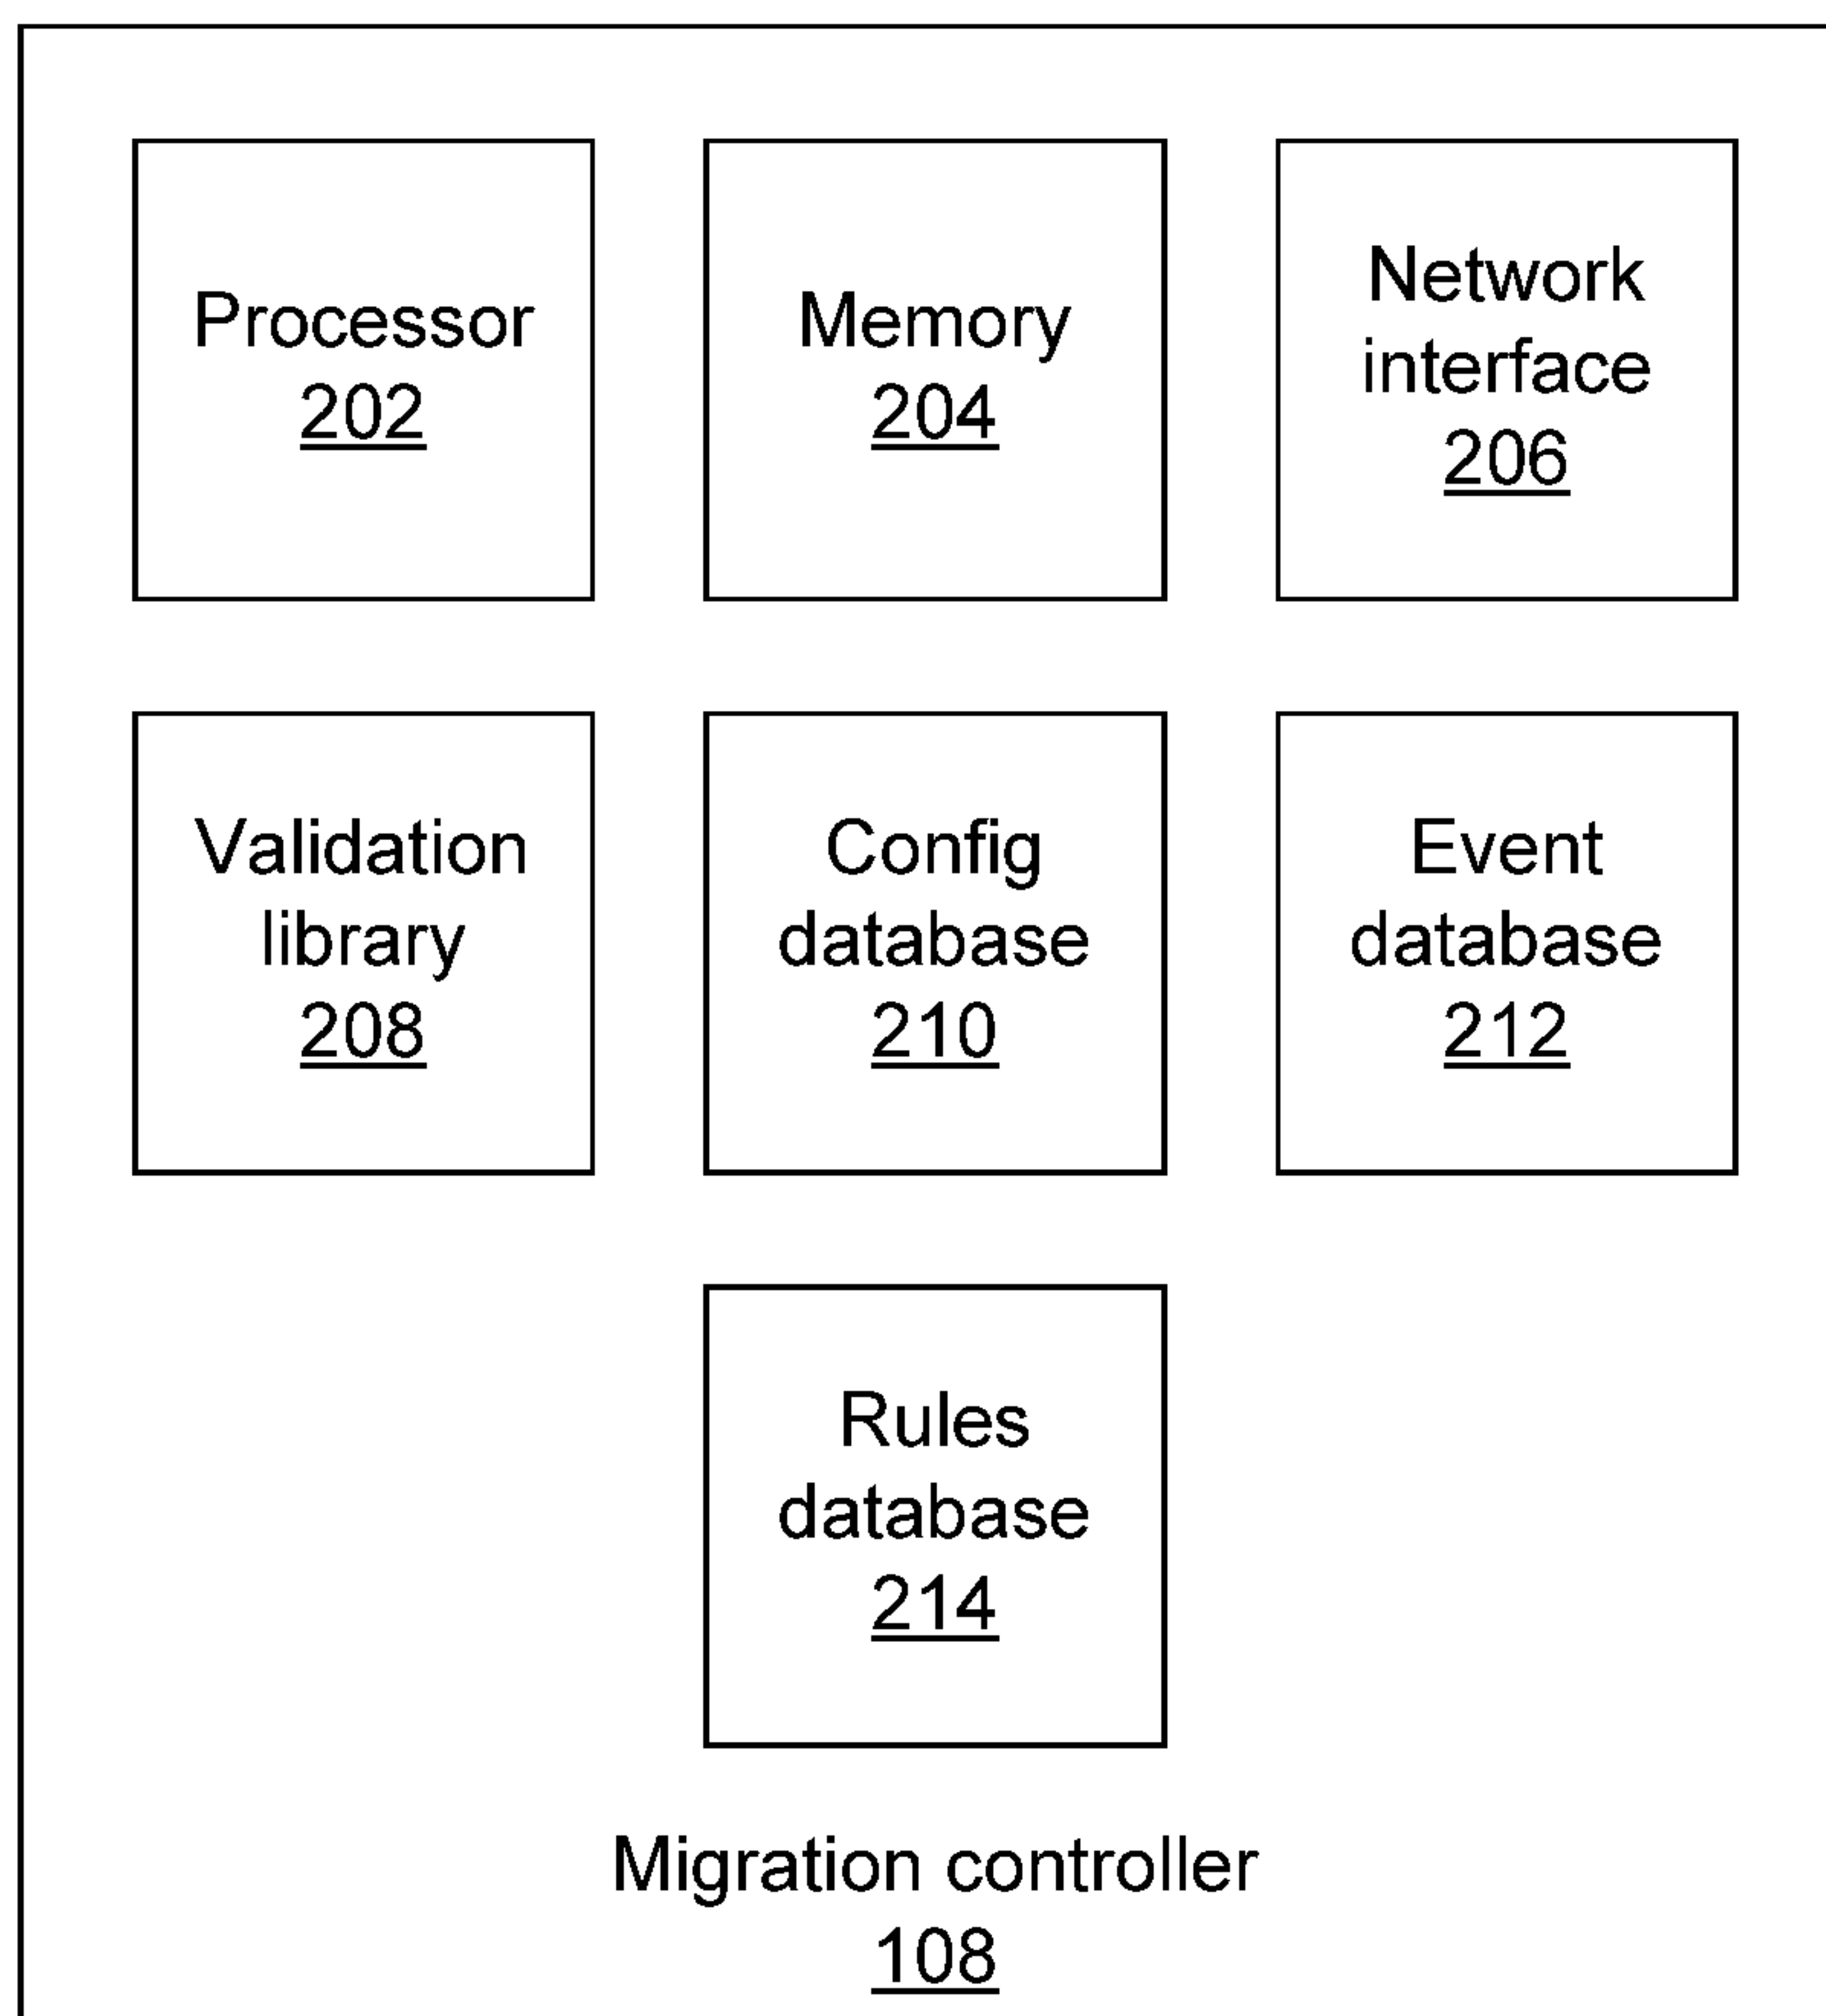 Processor
202
Memory
204
Network
interface
206
Validation
library
208
Config
database
210
Event
database
212
Rules
database
214
Migration controller
108